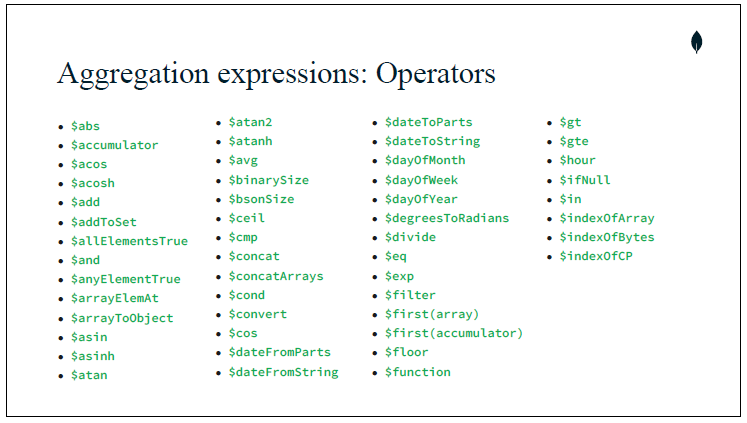 Aggregation expressions: Operators
• $abs
• $accumulator
• $acos
• $acosh
• $add
• $addToSet
• $allElementsTrue
• $and
• $anyElementTrue
• $arrayElemAt
• $arrayToObject
• $asin
• $asinh
• $atan
• $atan2
• $atanh
• $avg
• $binarySize
• $bsonSize
• $ceil
• $cmp
• $concat
• $concatArrays
• $cond
• $convert
• $cos
• $dateFromParts
• $dateFromString
• $dateToParts
• $dateToString
• $dayOfMonth
• $dayOfWeek
• $dayOfYear
• $degreesToRadians
• $divide
• $eq
• $exp
• $filter
• $first(array)
• $first(accumulator)
• $floor
• $function
• $gt
• $gte
• $hour
• $ifNull
• $in
• $indexOfArray
• $indexOfBytes
• $indexOfCP